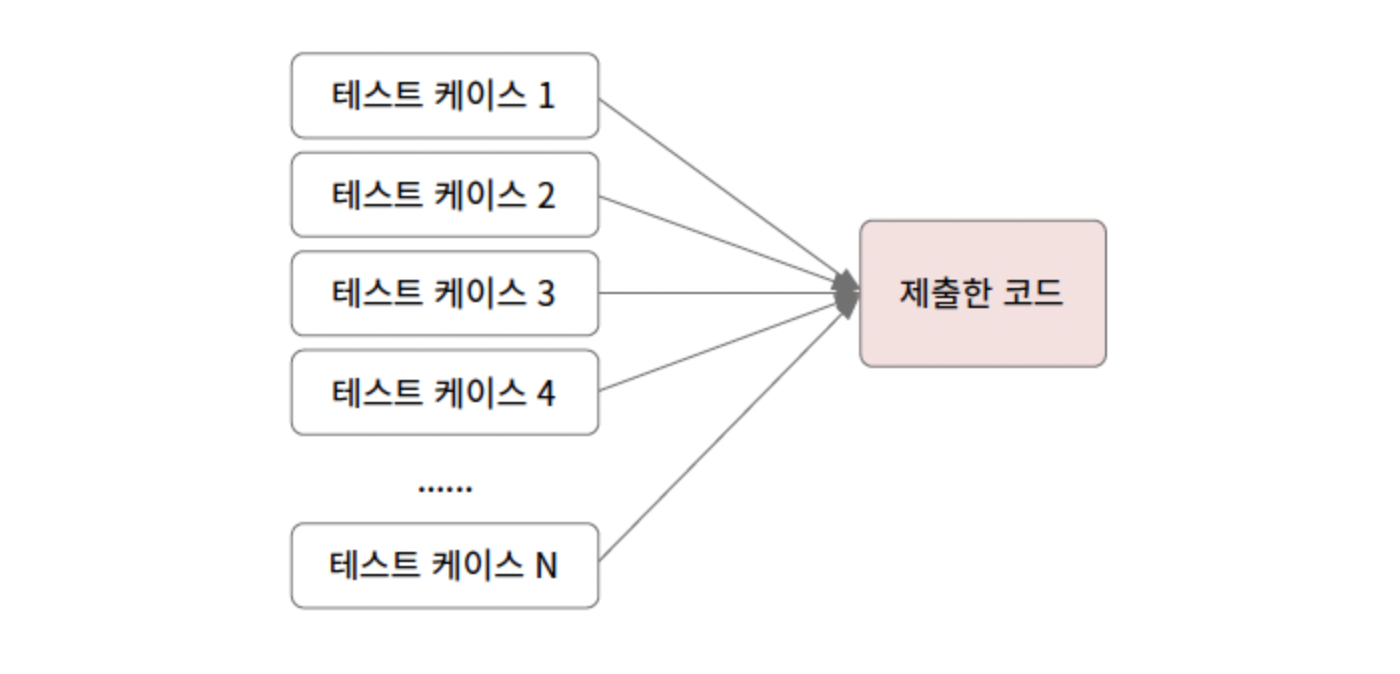 테스트 케이스 1
테스트 케이스 2
테스트 케이스 3
테스트 케이스 4
......
테스트 케이스 N
제출한 코드